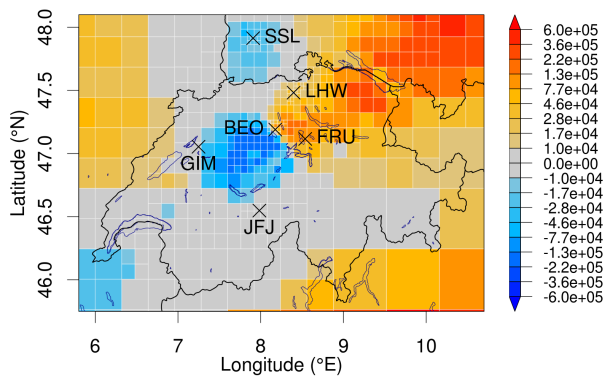 48.0
47.5
47.0
46.5
46.0
Latitude (°N)
SSL
LHW
BEO
FRU
GIM
JFJ
6
7
8
9
10
Longitude (°E)
6.0e+05
3.6e+05
2.2e+05
1.3e+05
7.7e+04
4.6e+04
2.8e+04
1.7e+04
1.0e+04
0.0e+00
-1.0e+04
-1.7e+04
-2.8e+04
-4.6e+04
-7.7e+04
-1.3e+05
-2.2e+05
-3.6e+05
-6.0e+05